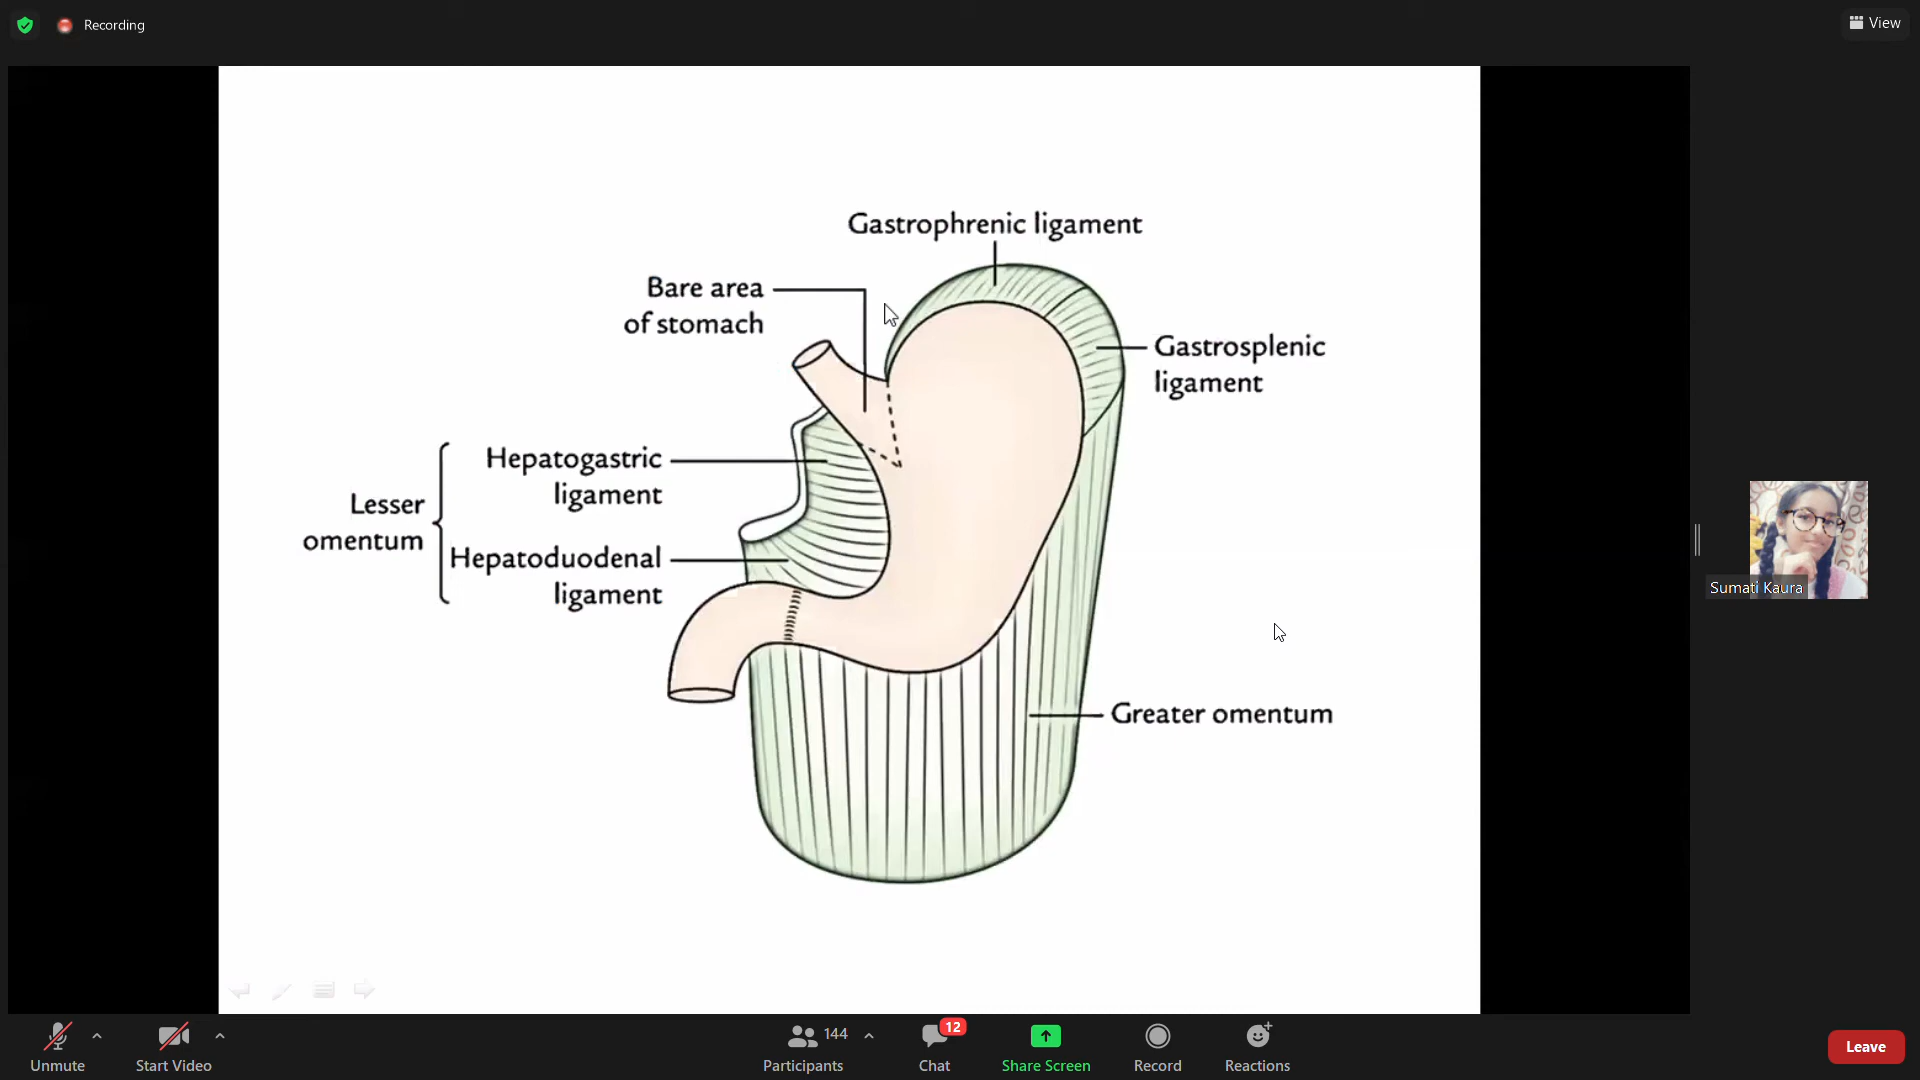 Recording
View
Gastrophrenic ligament
Bare area
of stomach
Gastrosplenic
ligament
Hepatogastric
ligament
Lesser
omentum
Hepatoduodenal
ligament
Greater omentum
Sumati Kaura
Unmute
Start Video
144
Participants
12
Chat
Share Screen
Record
Reactions
Leave